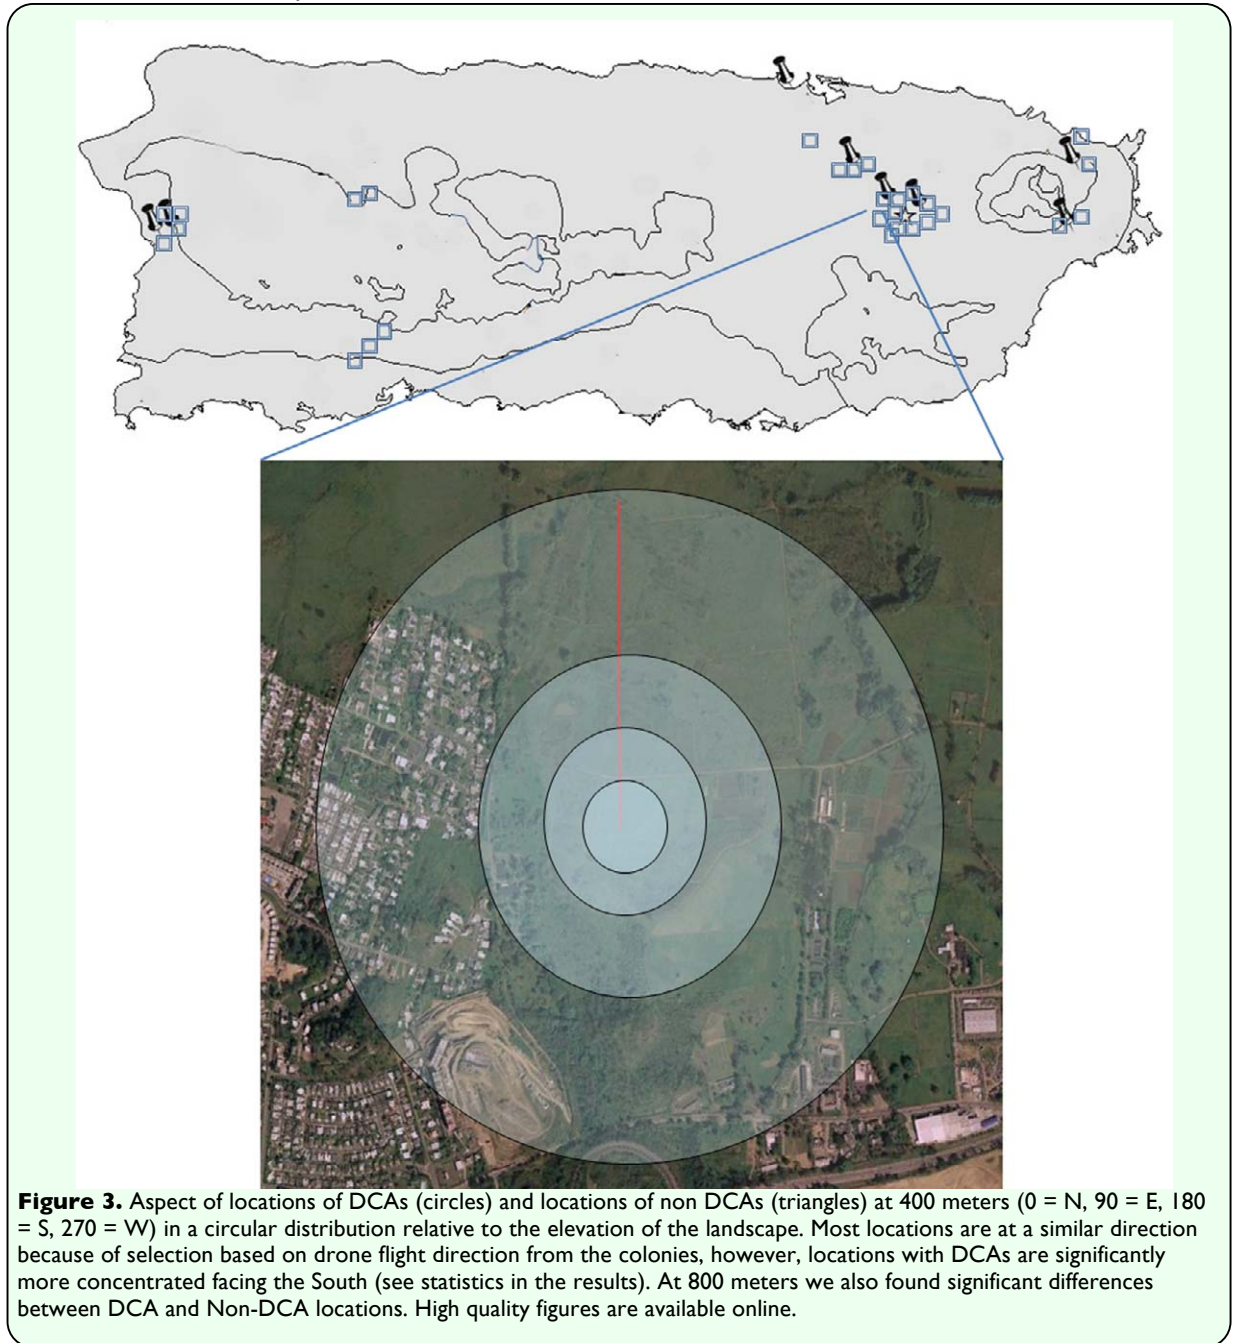 Figure 3. Aspect of locations of DCAs (circles) and locations of non DCAs (triangles) at 400 meters (0 = N, 90 = E, 180
= S, 270 = W) in a circular distribution relative to the elevation of the landscape. Most locations are at a similar direction
because of selection based on drone flight direction from the colonies, however, locations with DCAs are significantly
more concentrated facing the South (see statistics in the results). At 800 meters we also found significant differences
between DCA and Non-DCA locations. High quality figures are available online.